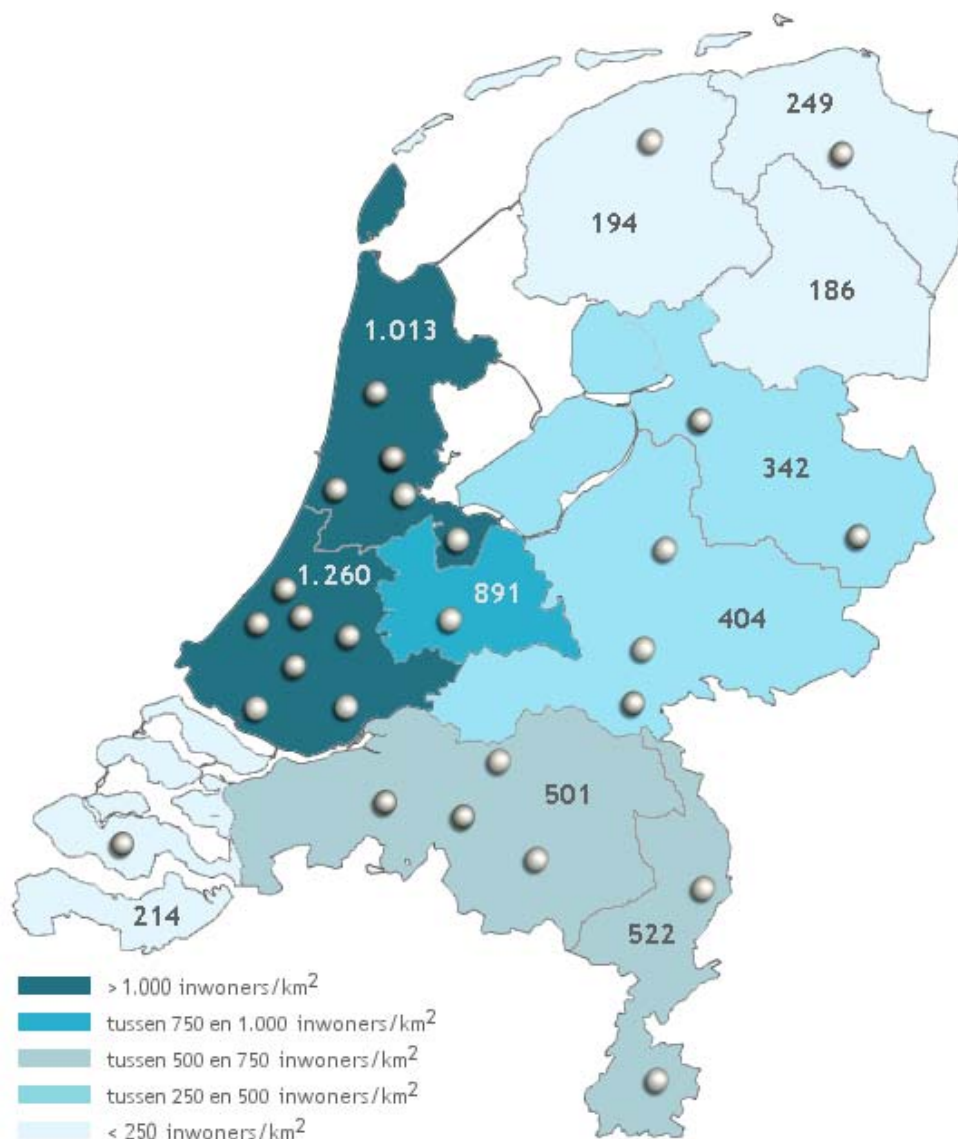 249
194
186
1.013
342
1.260
891
404
501
214
522
> 1.000 inwoners/km²
tussen 750 en 1.000 inwoners/km²
tussen 500 en 750 inwoners/km²
tussen 250 en 500 inwoners/km²
< 250 inwoners/km²